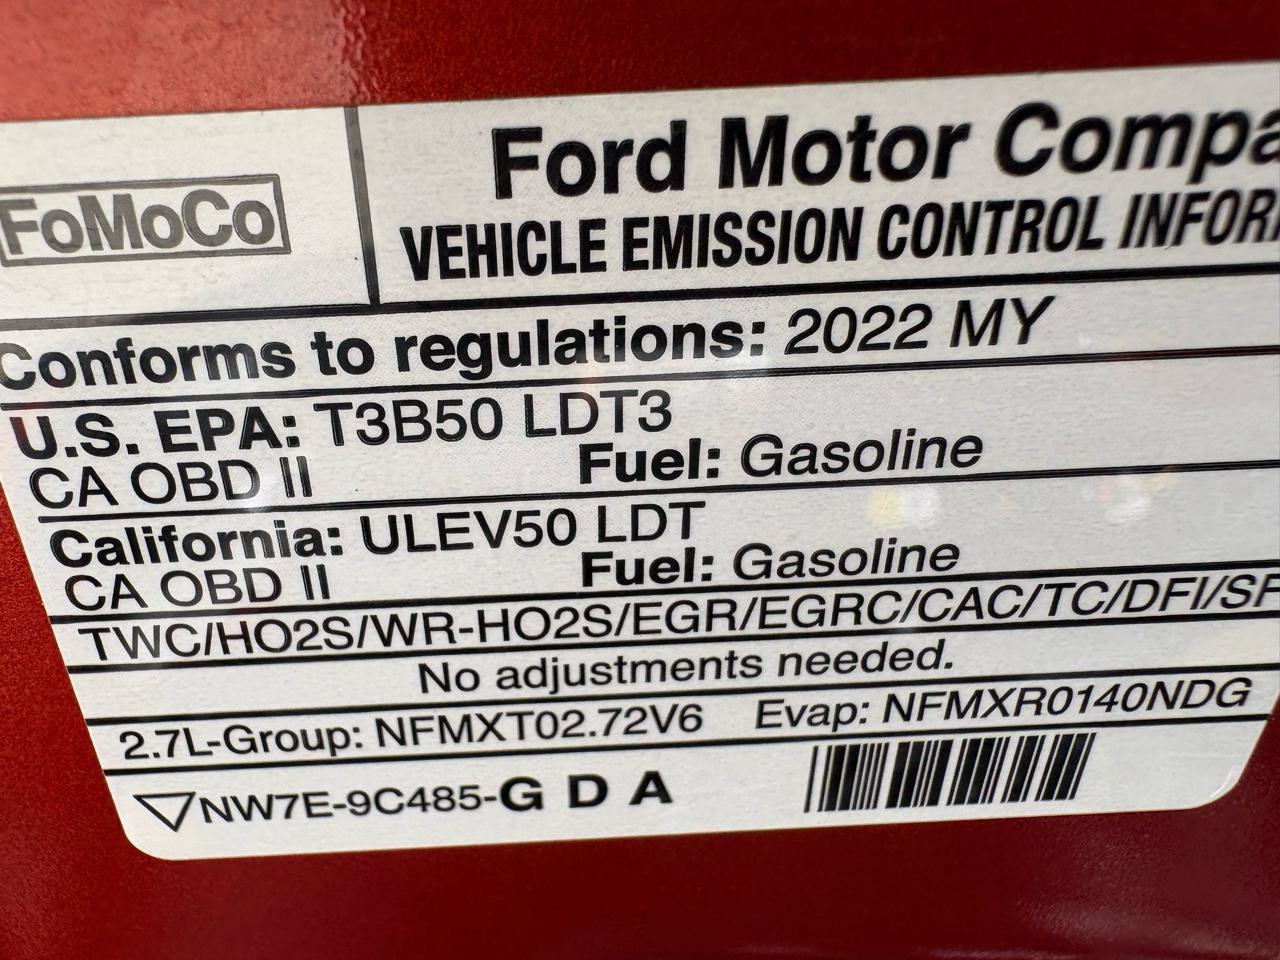 FoMoCo
Ford Motor Compa
VEHICLE EMISSION CONTROL INFOR
Conforms to regulations: 2022 MY
U.S. EPA: T3B50 LDT3
CA OBD II Fuel: Gasoline
California: ULEV50 LDT
CA OBD II Fuel: Gasoline
TWC/HO2S/WR-HO2S/EGR/EGRC/CAC/TC/DFI/SF
No adjustments needed.
2.7L-Group: NFMXT02.72V6 Evap: NFMXR0140NDG
NW7E-9C485-G D A